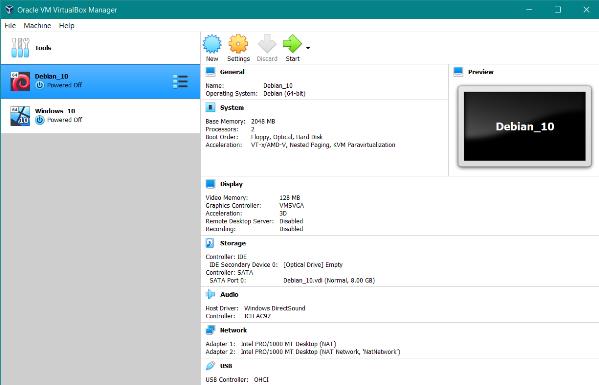 Oracle VM VirtualBox Manager
File Machine Help
Tools
New Settings Discard Start
64 Debian_10
Powered Off
64 Windows_10
10 Powered Off
General
Name: Debian_10
Operating System: Debian (64-bit)
Preview
Debian_10
System
Base Memory: 2048 MB
Processors: 2
Boot Order: Floppy, Optical, Hard Disk
Acceleration: VT-x/AMD-V, Nested Paging, KVM Paravirtualization
Display
Video Memory: 128 MB
Graphics Controller: VMSVGA
Acceleration: 3D
Remote Desktop Server: Disabled
Recording: Disabled
Storage
Controller: IDE
IDE Secondary Device 0: [Optical Drive] Empty
Controller: SATA
SATA Port 0: Debian_10.vdi (Normal, 8.00 GB)
Audio
Host Driver: Windows DirectSound
Controller: ICH AC97
Network
Adapter 1: Intel PRO/1000 MT Desktop (NAT)
Adapter 2: Intel PRO/1000 MT Desktop (NAT Network, 'NatNetwork')
USB
USB Controller: OHCI